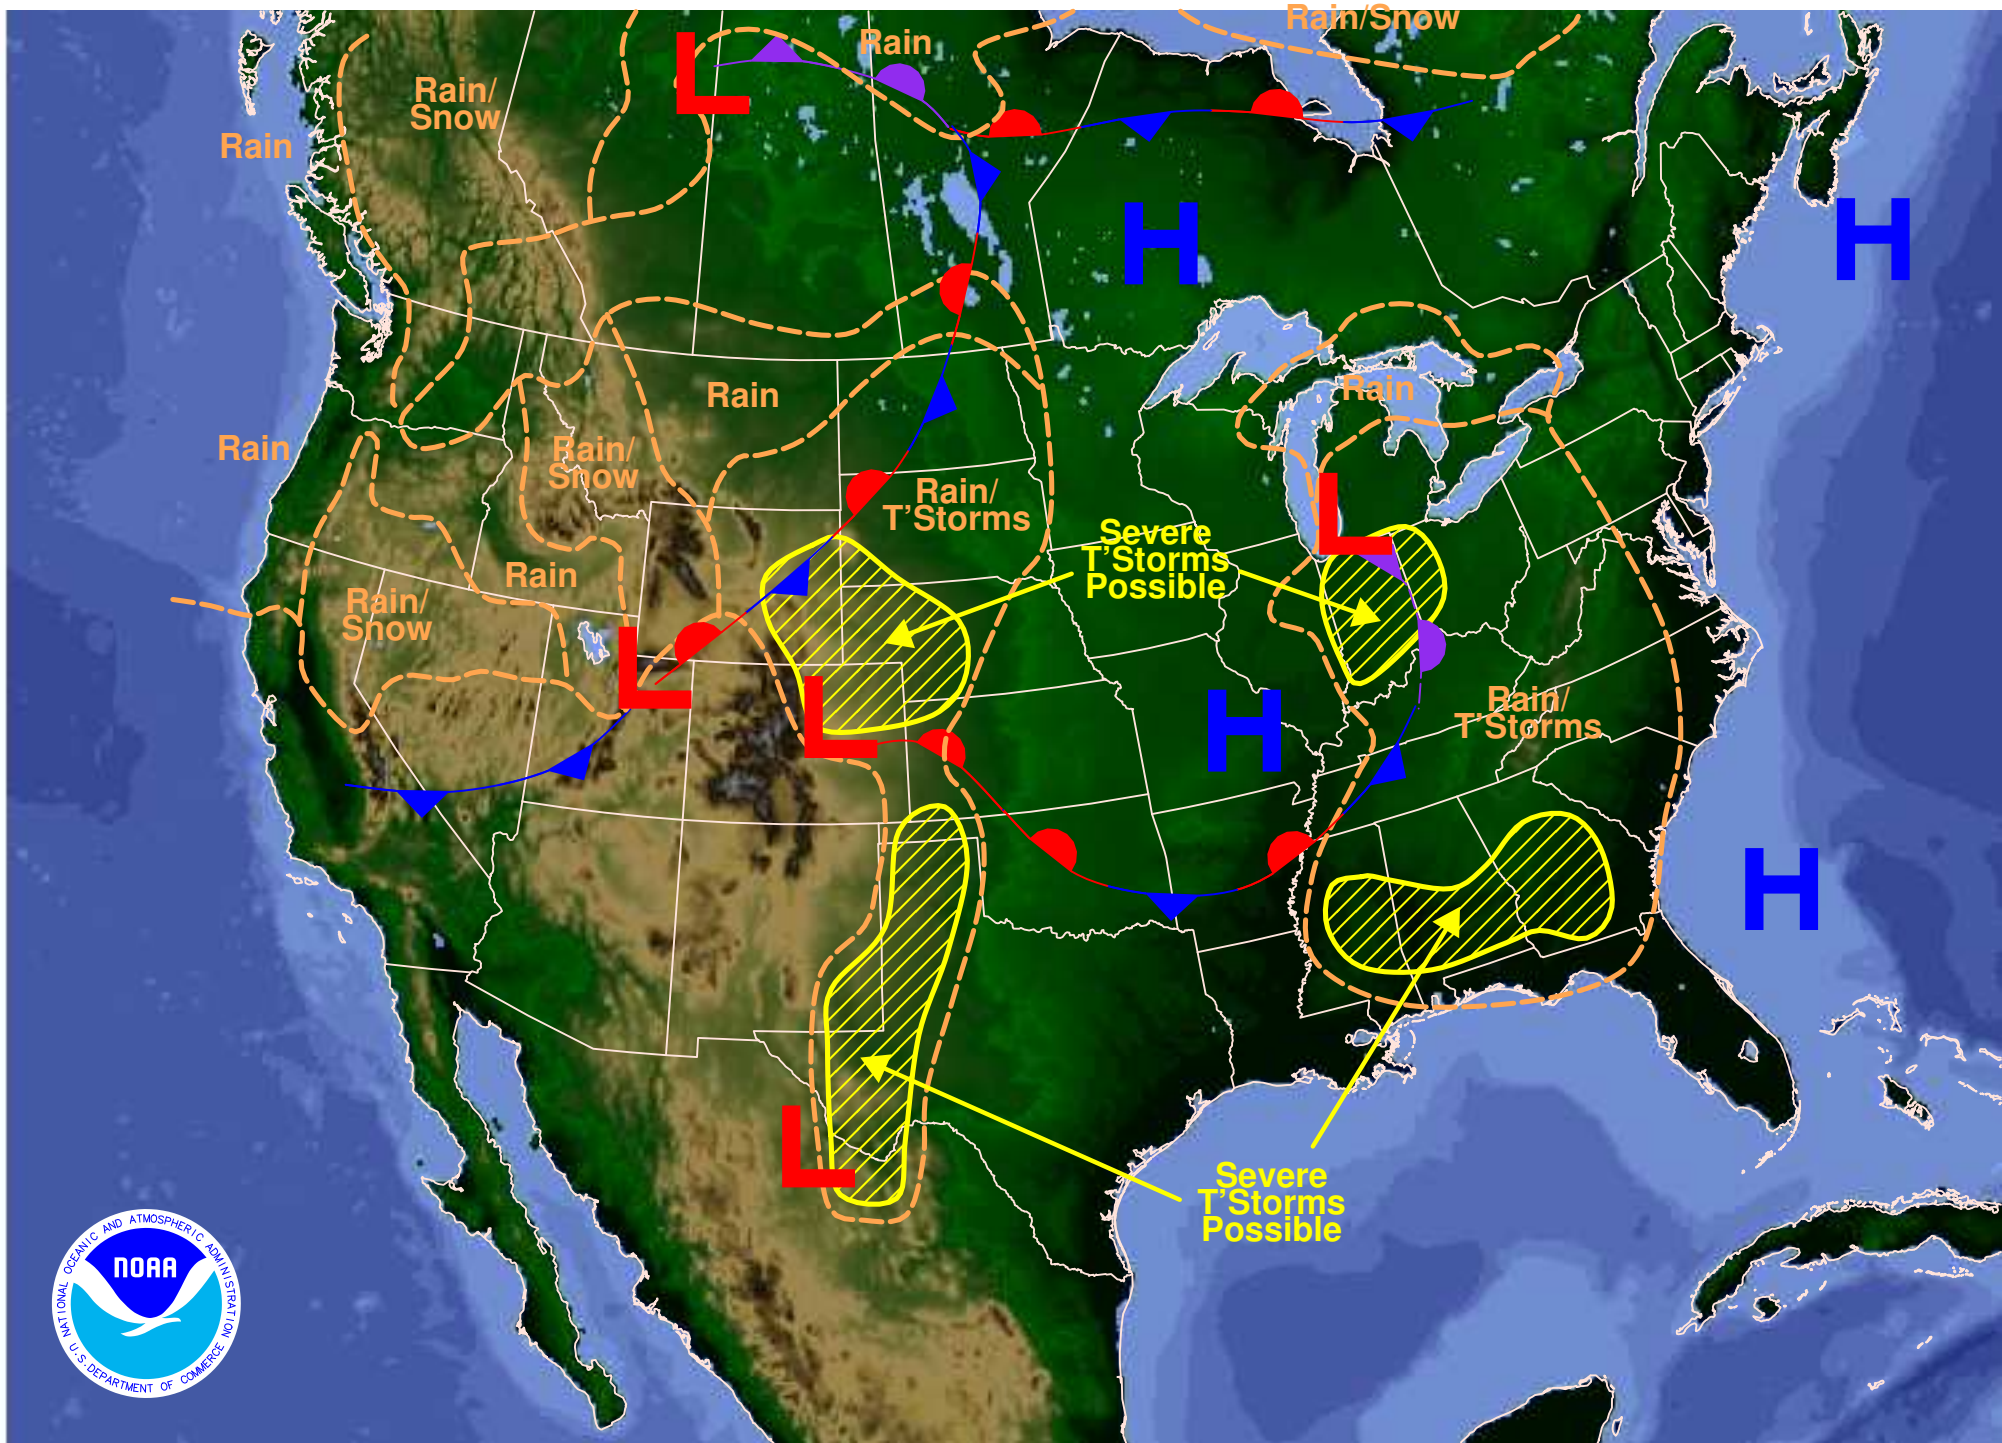 Rain/Snow
L
Rain
Rain/
Snow
Rain
H
H
Rain
Rain
Rain
Rain/
Snow
Rain/
T'Storms
Severe
T'Storms
Possible
L
Rain
Rain/
Snow
L
L
H
Rain/
T'Storms
H
L
Severe
T'Storms
Possible
NOAA
NATIONAL OCEANIC AND ATMOSPHERIC ADMINISTRATION
U.S. DEPARTMENT OF COMMERCE